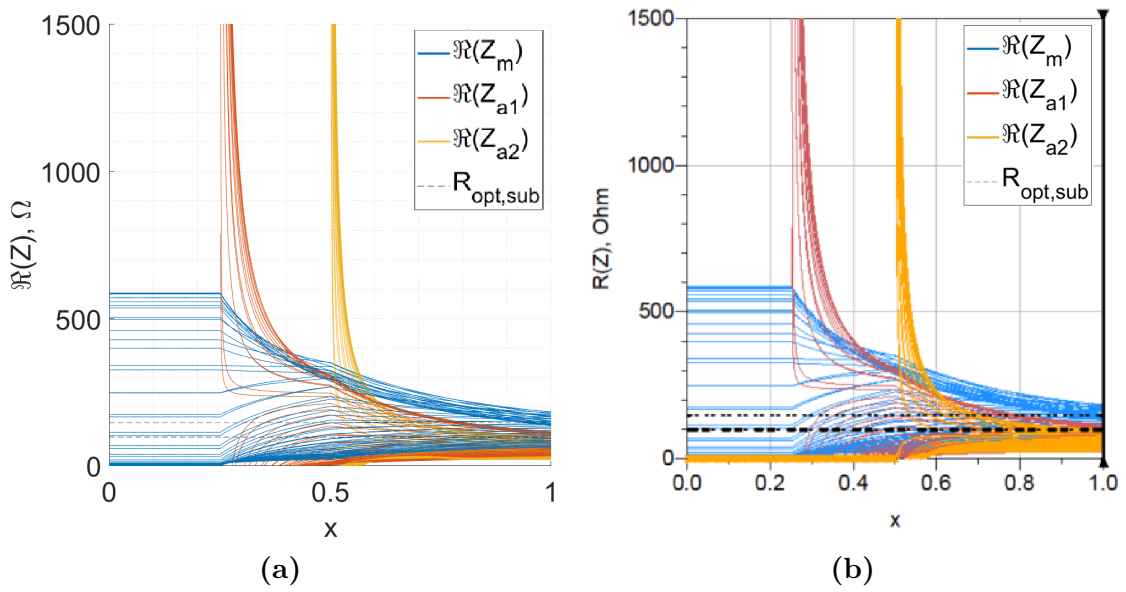 1500
1000
500
0
0
0.5
1
x
ℜ(Z), Ω
ℜ(Z_m)
ℜ(Z_a1)
ℜ(Z_a2)
R_opt,sub
(a)
1500
1000
500
0
0.0
0.2
0.4
0.6
0.8
1.0
x
R(Z), Ohm
ℜ(Z_m)
ℜ(Z_a1)
ℜ(Z_a2)
R_opt,sub
(b)